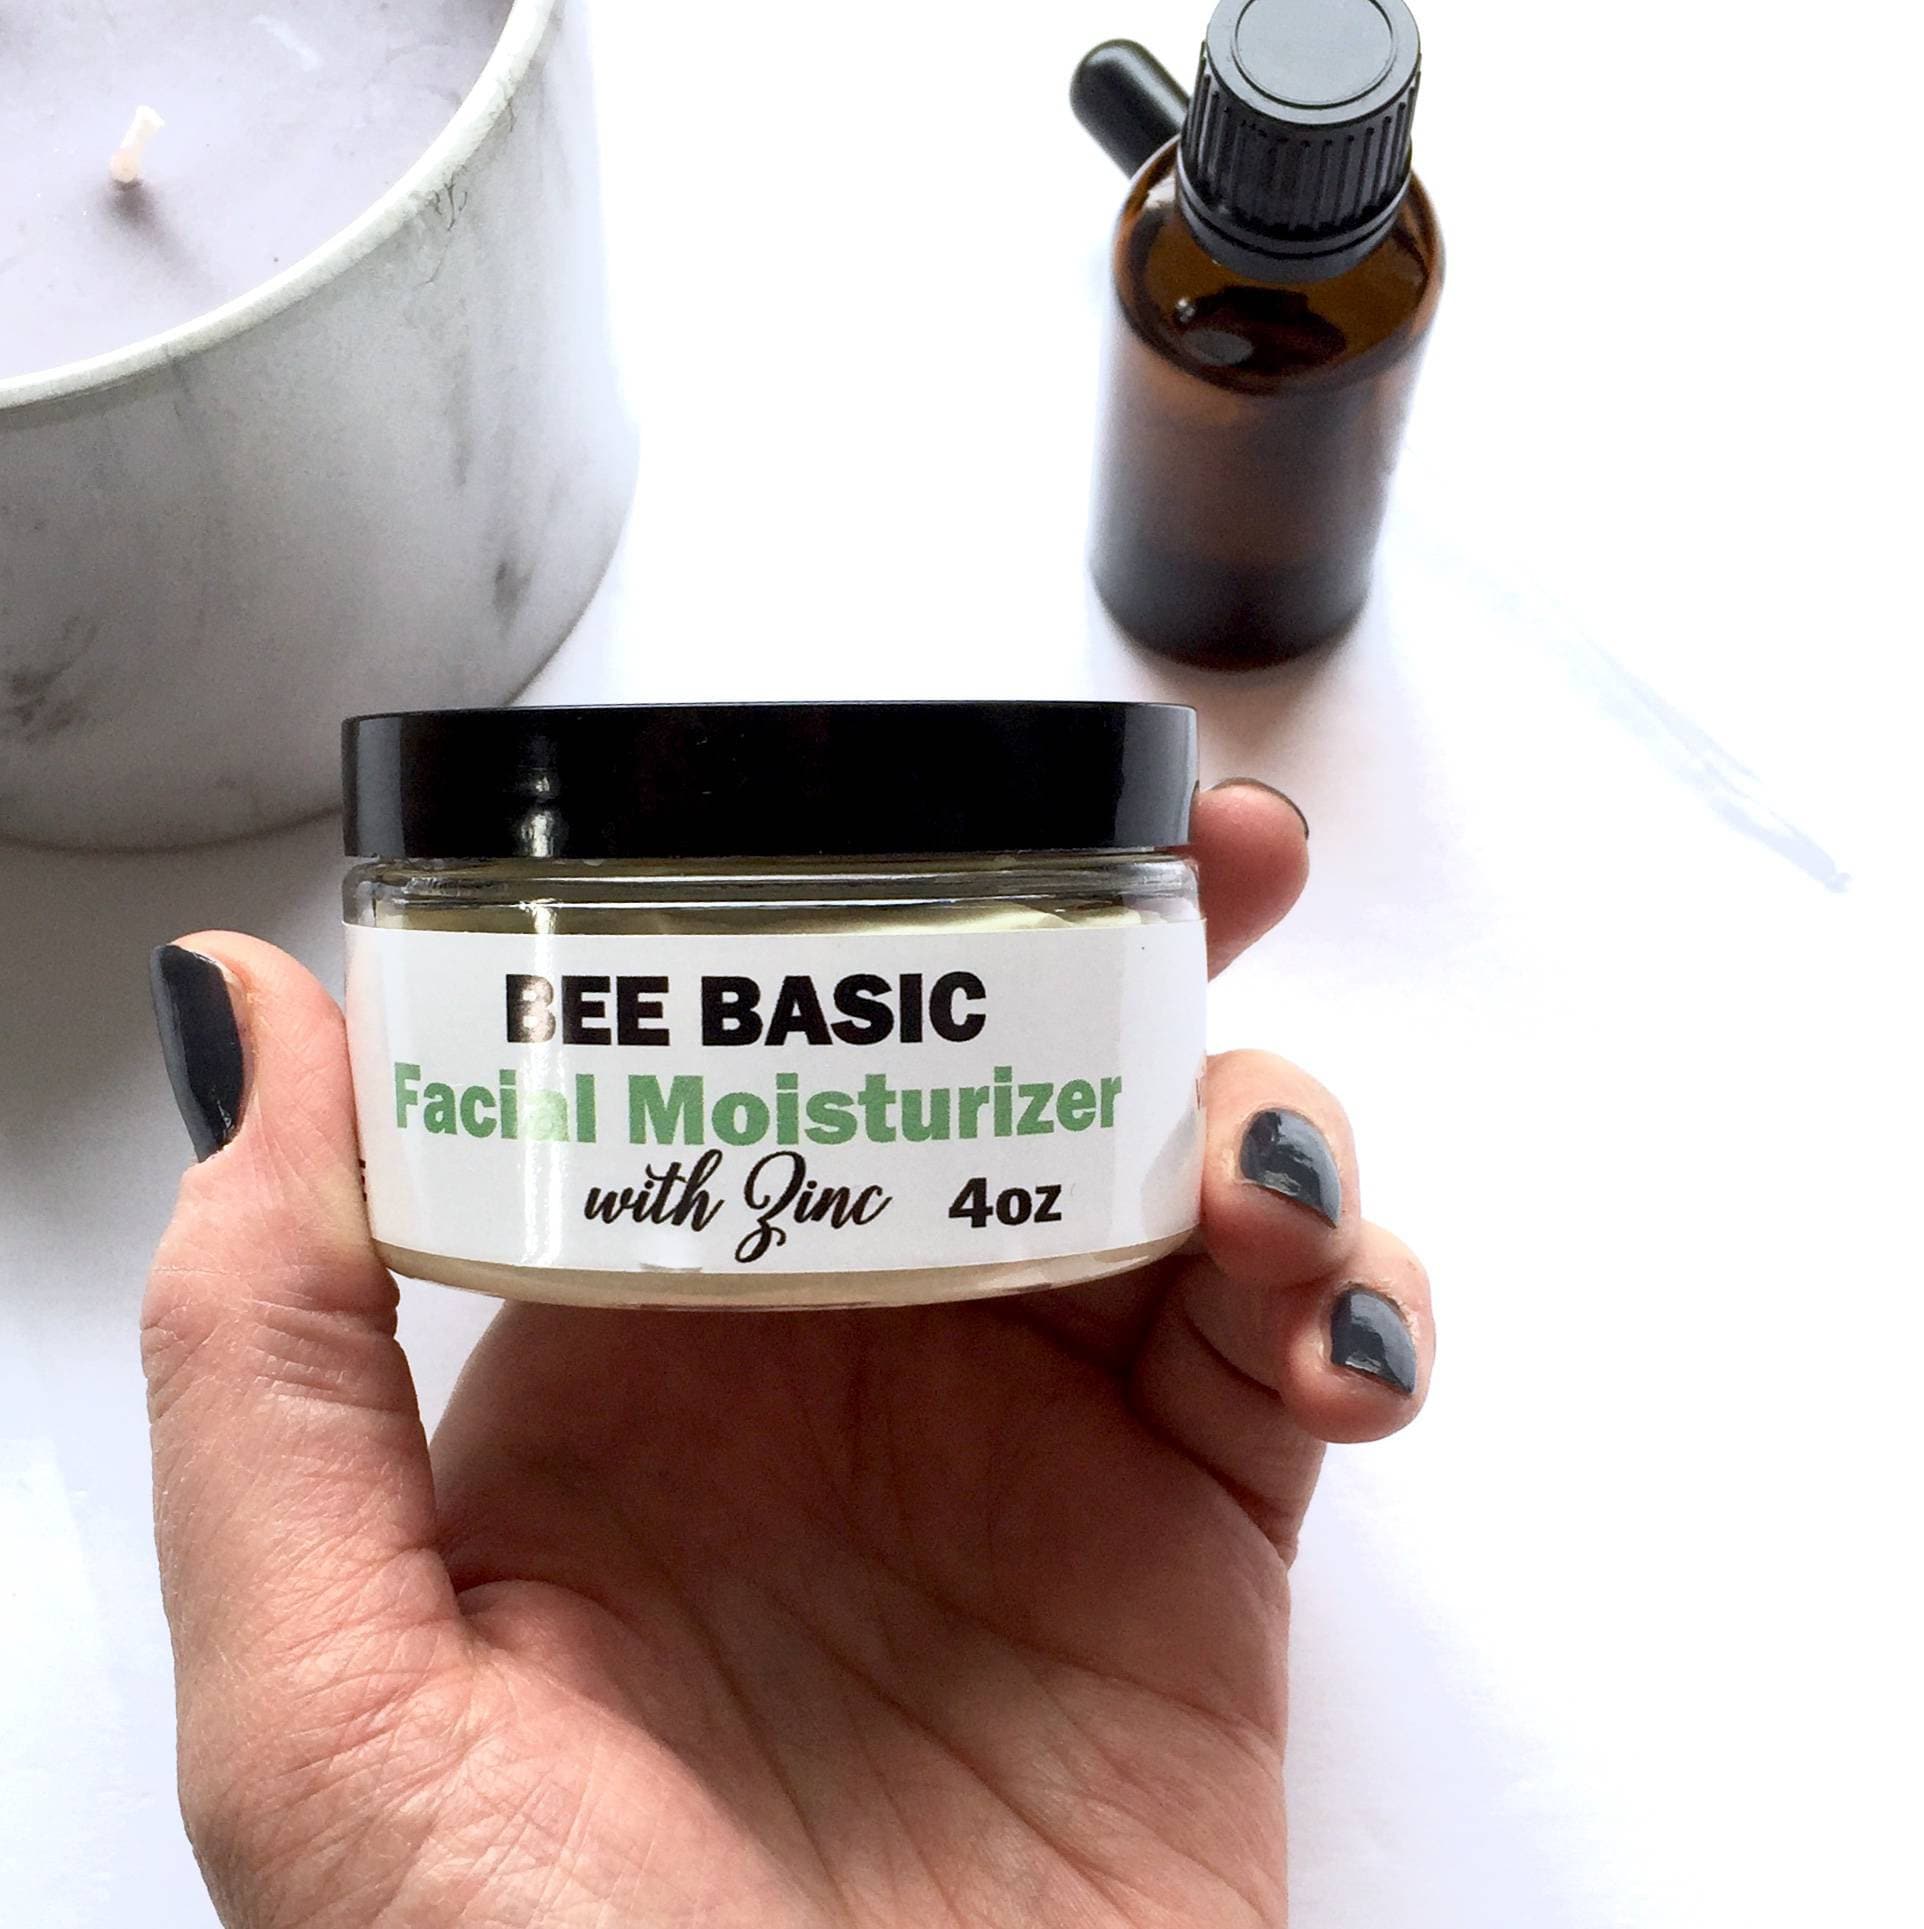 BEE BASIC
Facial Moisturizer
with Zinc 4oz